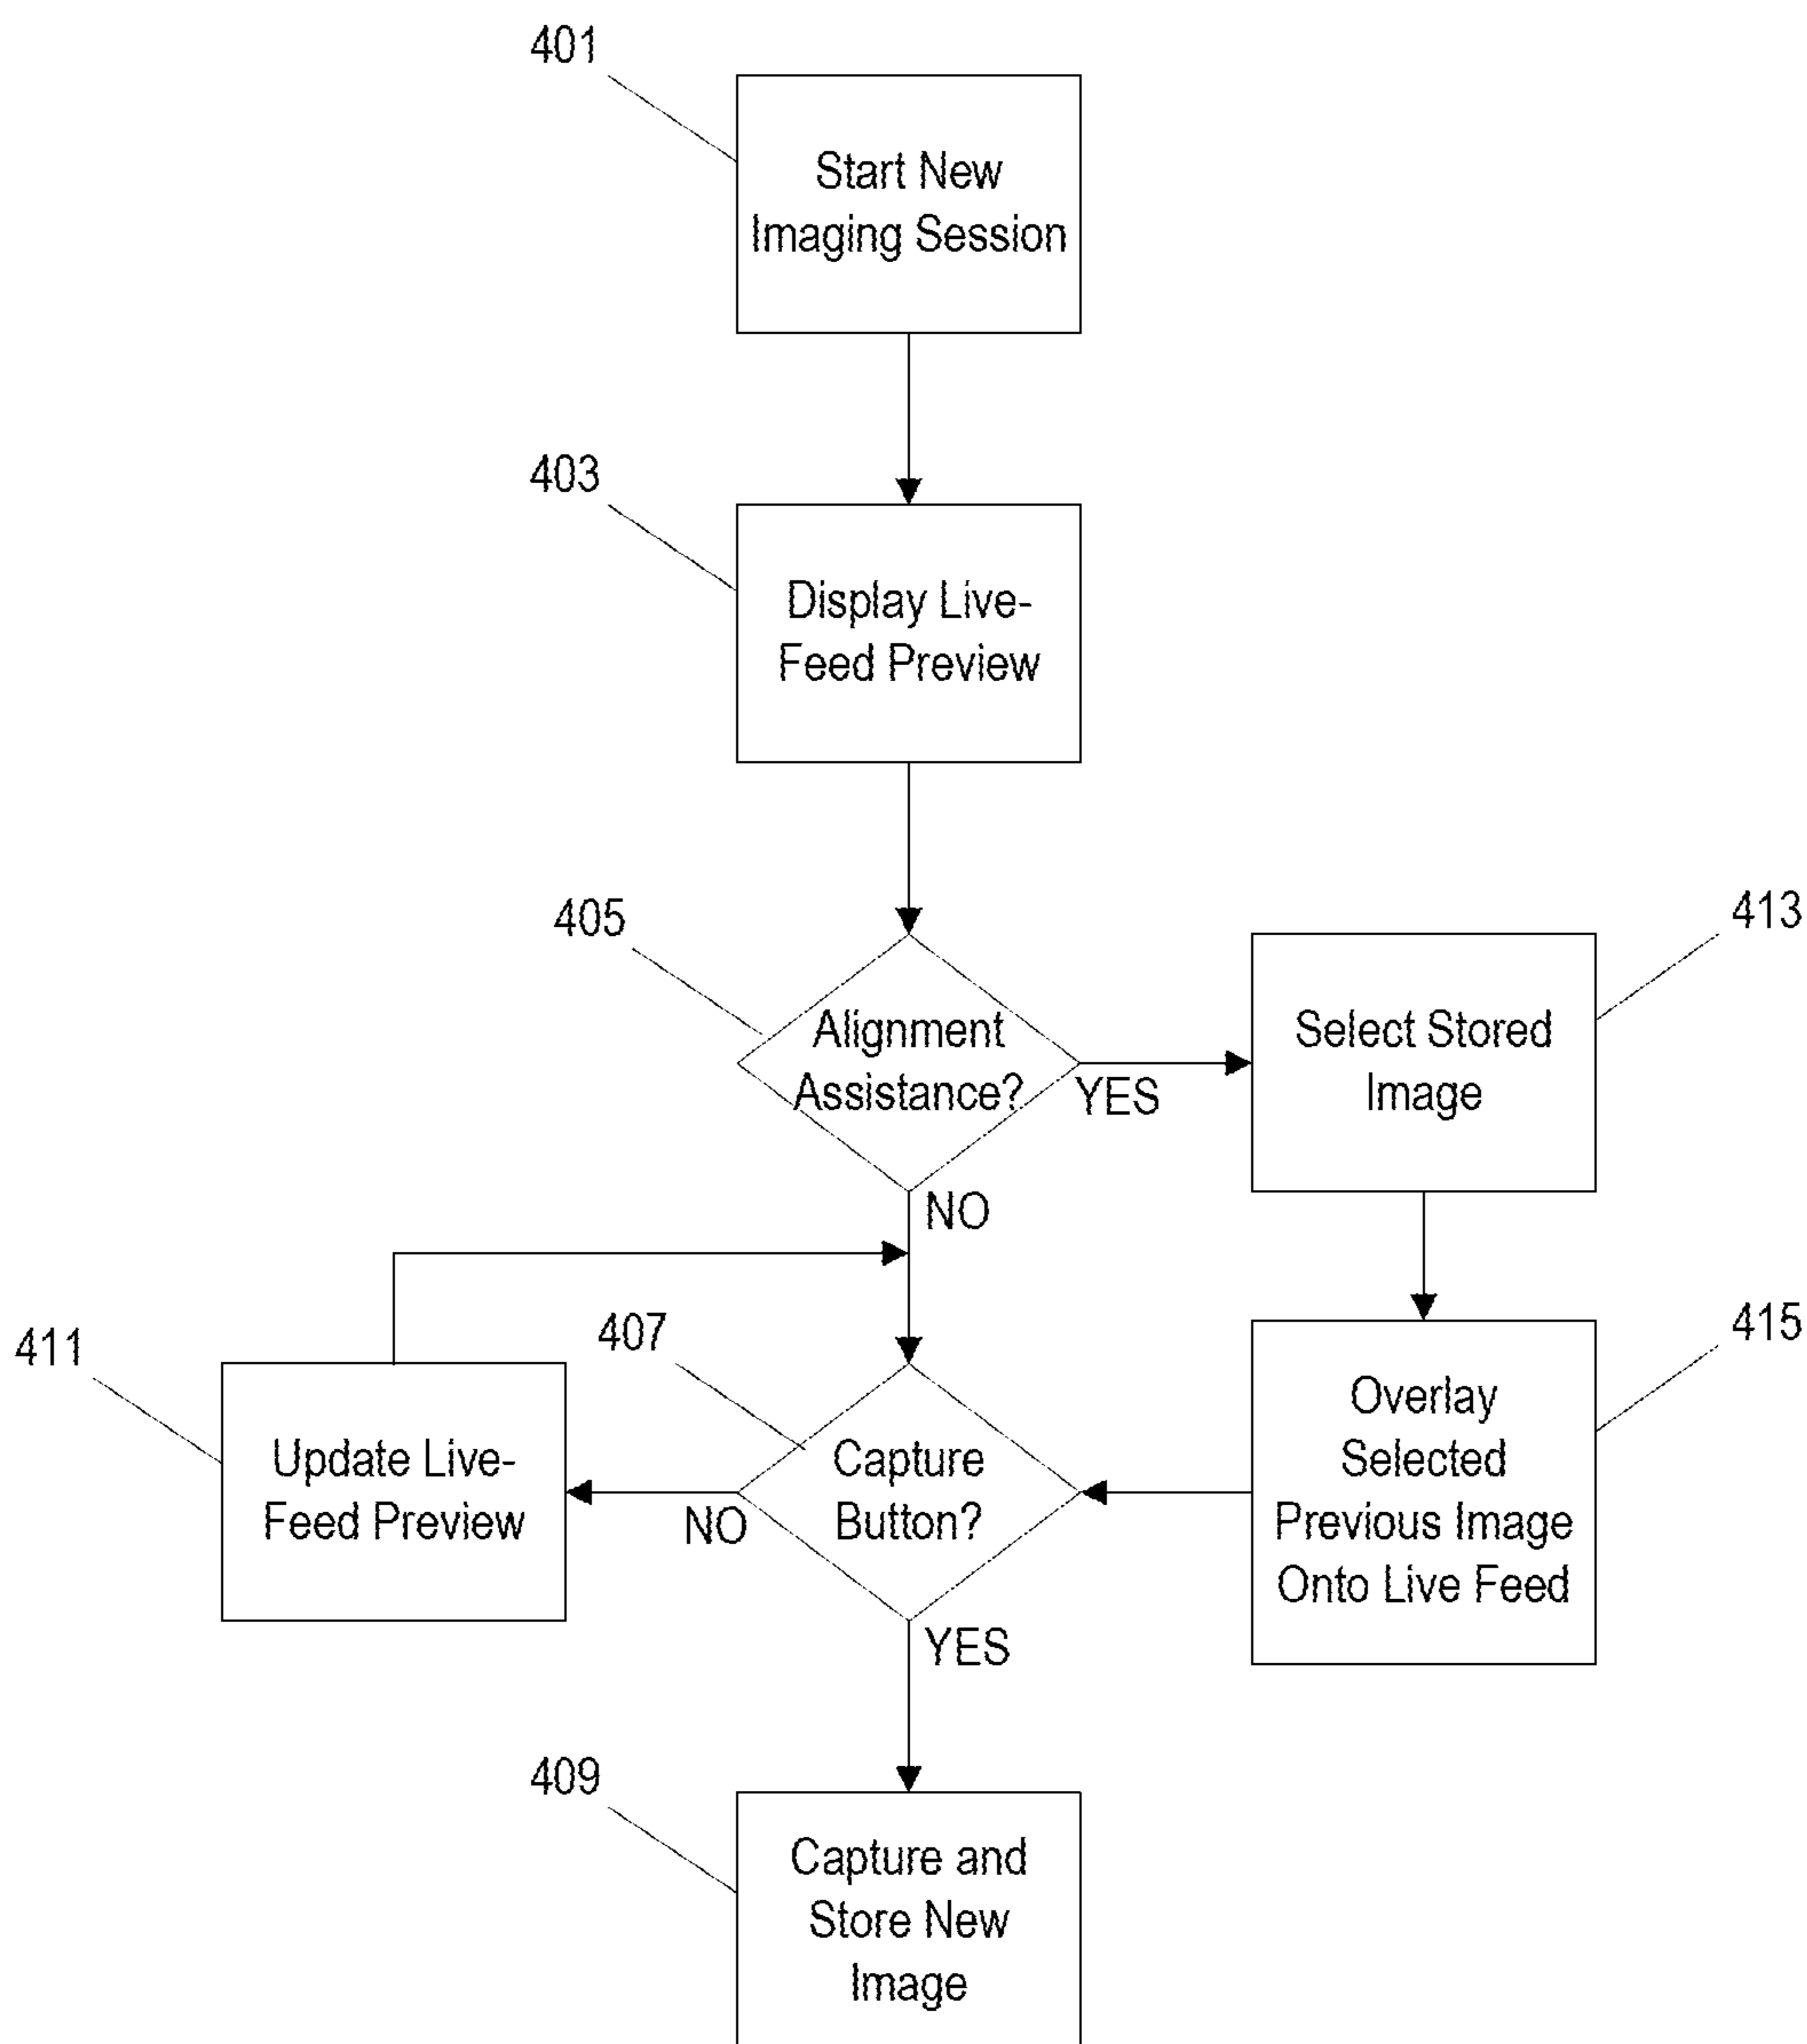 401
Start New
Imaging Session
403
Display Live-
Feed Preview
405
Alignment
Assistance?
YES
NO
413
Select Stored
Image
411
Update Live-
Feed Preview
407
Capture
Button?
NO
YES
415
Overlay
Selected
Previous Image
Onto Live Feed
409
Capture and
Store New
Image